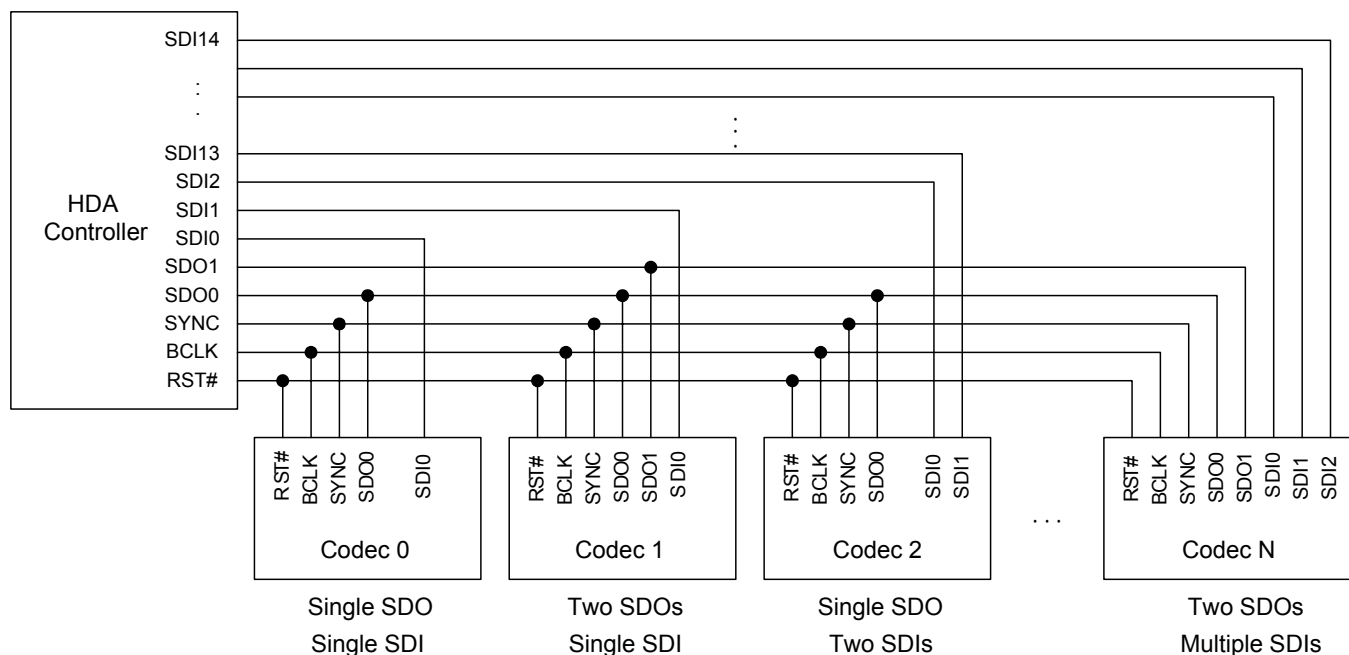 SDI14
.
.
.
SDI13
SDI2
SDI1
SDI0
SDO1
SDO0
SYNC
BCLK
RST#
HDA
Controller
.
.
.
RST#
BCLK
SYNC
SDO0
SDI0
Codec 0
Single SDO
Single SDI
RST#
BCLK
SYNC
SDO0
SDO1
SDI0
Codec 1
Two SDOs
Single SDI
RST#
BCLK
SYNC
SDO0
SDI0
SDI1
Codec 2
Single SDO
Two SDIs
. . .
RST#
BCLK
SYNC
SDO0
SDO1
SDI0
SDI1
SDI2
Codec N
Two SDOs
Multiple SDIs